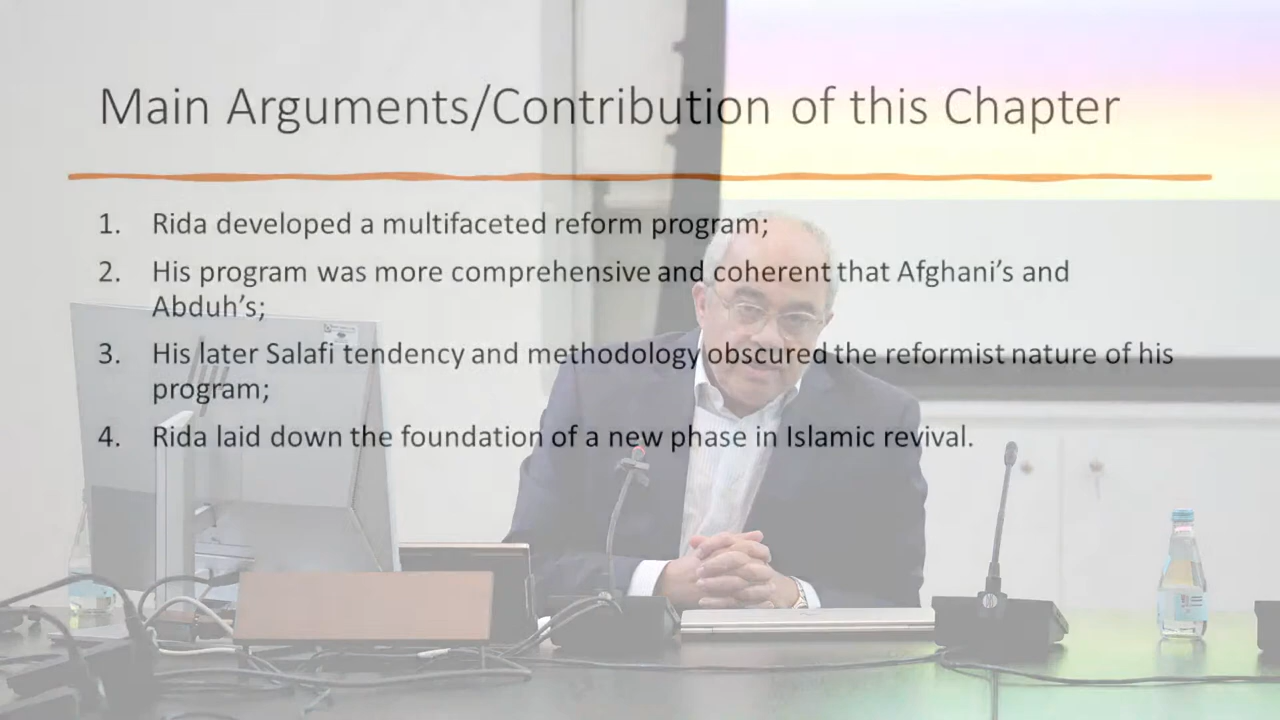 Main Arguments/Contribution of this Chapter
1. Rida developed a multifaceted reform program;
2. His program was more comprehensive and coherent that Afghani's and
Abduh's;
3. His later Salafi tendency and methodology obscured the reformist nature of his
program;
4. Rida laid down the foundation of a new phase in Islamic revival.